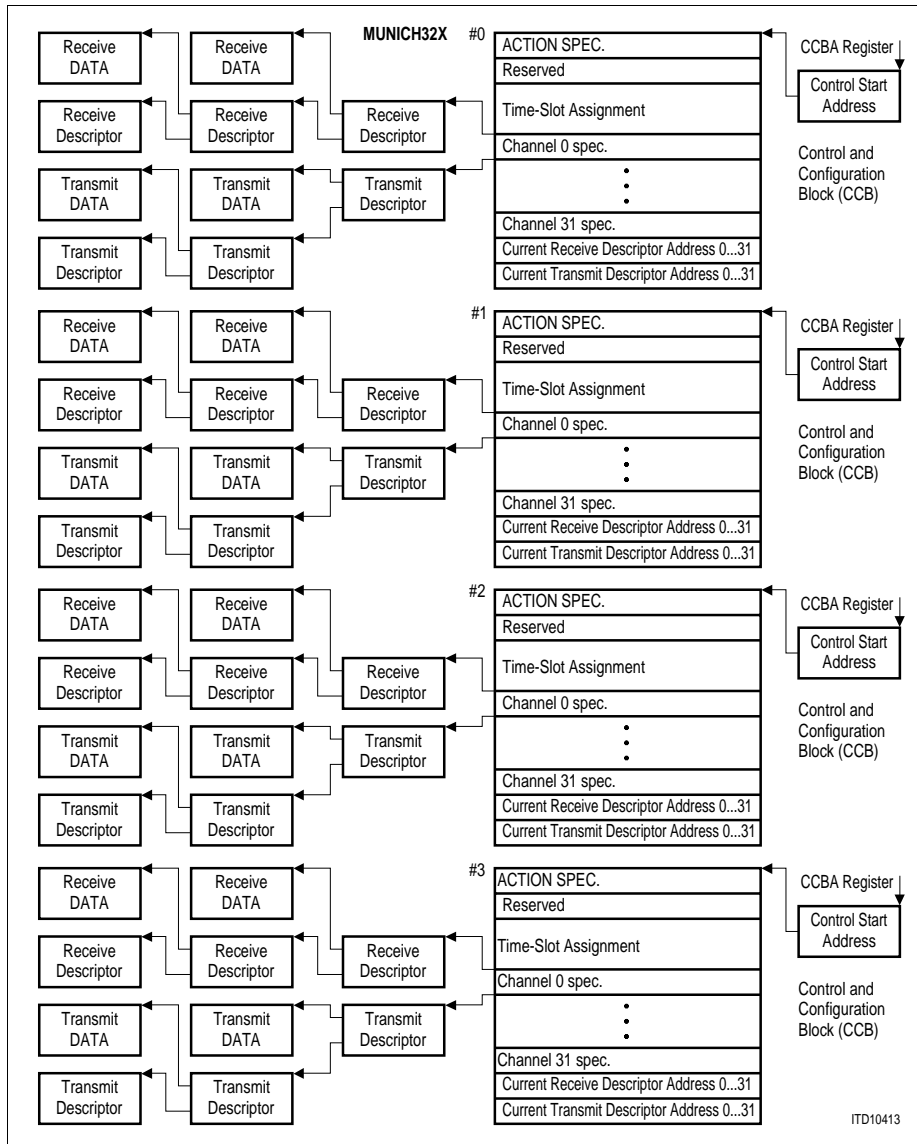 MUNICH32X #0
Receive
DATA
Receive
DATA
Receive
Descriptor
Receive
Descriptor
Receive
Descriptor
Transmit
DATA
Transmit
DATA
Transmit
Descriptor
Transmit
Descriptor
Transmit
Descriptor
ACTION SPEC.
Reserved
Time-Slot Assignment
Channel 0 spec.
Channel 31 spec.
Current Receive Descriptor Address 0...31
Current Transmit Descriptor Address 0...31
CCBA Register
Control Start
Address
Control and
Configuration
Block (CCB)
#1
Receive
DATA
Receive
DATA
Receive
Descriptor
Receive
Descriptor
Receive
Descriptor
Transmit
DATA
Transmit
DATA
Transmit
Descriptor
Transmit
Descriptor
Transmit
Descriptor
ACTION SPEC.
Reserved
Time-Slot Assignment
Channel 0 spec.
Channel 31 spec.
Current Receive Descriptor Address 0...31
Current Transmit Descriptor Address 0...31
CCBA Register
Control Start
Address
Control and
Configuration
Block (CCB)
#2
Receive
DATA
Receive
DATA
Receive
Descriptor
Receive
Descriptor
Receive
Descriptor
Transmit
DATA
Transmit
DATA
Transmit
Descriptor
Transmit
Descriptor
Transmit
Descriptor
ACTION SPEC.
Reserved
Time-Slot Assignment
Channel 0 spec.
Channel 31 spec.
Current Receive Descriptor Address 0...31
Current Transmit Descriptor Address 0...31
CCBA Register
Control Start
Address
Control and
Configuration
Block (CCB)
#3
Receive
DATA
Receive
DATA
Receive
Descriptor
Receive
Descriptor
Receive
Descriptor
Transmit
DATA
Transmit
DATA
Transmit
Descriptor
Transmit
Descriptor
Transmit
Descriptor
ACTION SPEC.
Reserved
Time-Slot Assignment
Channel 0 spec.
Channel 31 spec.
Current Receive Descriptor Address 0...31
Current Transmit Descriptor Address 0...31
CCBA Register
Control Start
Address
Control and
Configuration
Block (CCB)
ITD10413